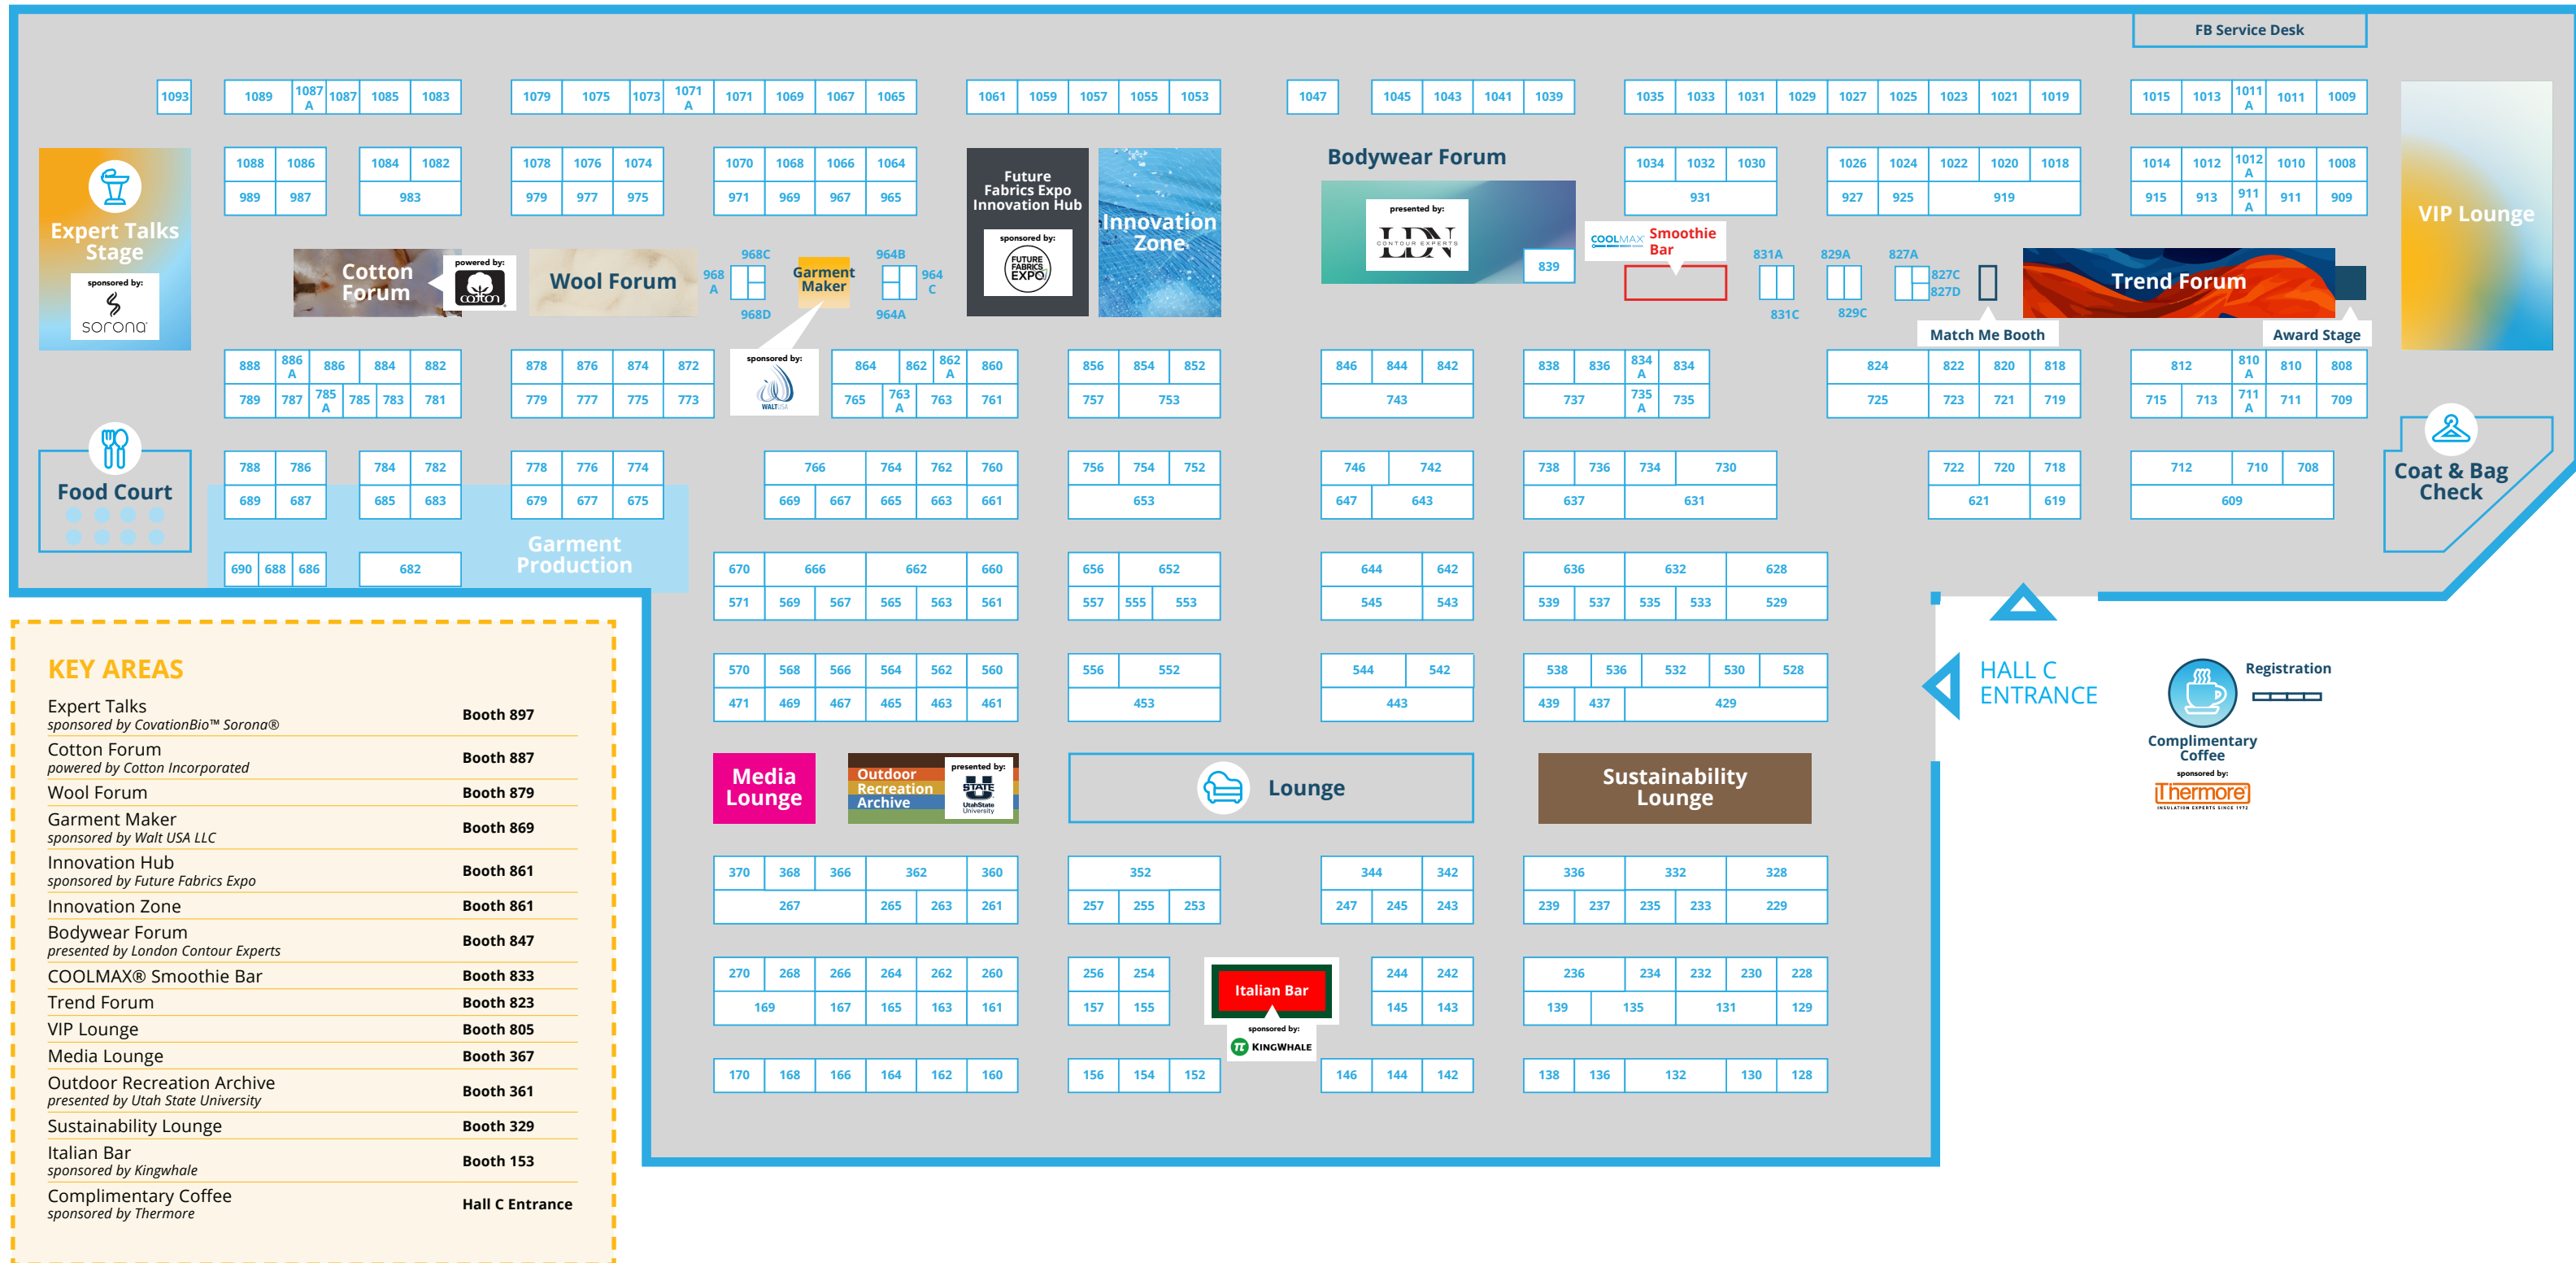 FB Service Desk
1093
1089 1087 A 1087 1085 1083
1079 1075 1073 1071 A 1071 1069 1067 1065
1061 1059 1057 1055 1053
1047
1045 1043 1041 1039
1035 1033 1031 1029 1027 1025 1023 1021 1019
1015 1013 1011 A 1011 1009
1088 1086 1084 1082 1078 1076 1074 1070 1068 1066 1064
989 987 983 979 977 975 971 969 967 965
Expert Talks
Stage
sponsored by:
sorona
Future
Fabrics Expo
Innovation Hub
sponsored by:
FUTURE
FABRICS
EXPO
Innovation
Zone
Bodywear Forum
presented by:
LDN
CONTOUR EXPERTS
839
1034 1032 1030 1026 1024 1022 1020 1018
931 927 925 919
1014 1012 1012 A 1010 1008
915 913 911 A 911 909
VIP Lounge
Cotton
Forum
powered by:
cotton
Wool Forum
968 A
968C
968D
Garment
Maker
sponsored by:
WALTUSA
964B
964 C
964A
COOLMAX
Smoothie
Bar
831A
831C
829A
829C
827A
827C
827D
Match Me Booth
Trend Forum
Award Stage
888 886 A 886 884 882 878 876 874 872 864 862 862 A 860 856 854 852 846 844 842 838 836 834 A 834 824 822 820 818 812 810 A 810 808
789 787 785 A 785 783 781 779 777 775 773 765 763 A 763 761 757 753 743 737 735 A 735 725 723 721 719 715 713 711 A 711 709
Food Court
Coat & Bag
Check
788 786 784 782 778 776 774 766 764 762 760 756 754 752 746 742 738 736 734 730 722 720 718 712 710 708
689 687 685 683 679 677 675 669 667 665 663 661 653 647 643 637 631 621 619 609
Garment
Production
690 688 686 682 670 666 662 660 656 652 644 642 636 632 628
571 569 567 565 563 561 557 555 553 545 543 539 537 535 533 529
570 568 566 564 562 560 556 552 544 542 538 536 532 530 528
471 469 467 465 463 461 453 443 439 437 429
HALL C
ENTRANCE
Registration
Complimentary
Coffee
sponsored by:
Thermore
INSULATION EXPERTS SINCE 1972
Media
Lounge
Outdoor
Recreation
Archive
presented by:
STATE
UtahState
University
Lounge
Sustainability
Lounge
370 368 366 362 360 352 344 342 336 332 328
267 265 263 261 257 255 253 247 245 243 239 237 235 233 229
270 268 266 264 262 260 256 254 244 242 236 234 232 230 228
169 167 165 163 161 157 155 145 143 139 135 131 129
Italian Bar
sponsored by:
KINGWHALE
170 168 166 164 162 160 156 154 152 146 144 142 138 136 132 130 128
KEY AREAS
Expert Talks
sponsored by CovationBio™ Sorona®
Booth 897
Cotton Forum
powered by Cotton Incorporated
Booth 887
Wool Forum Booth 879
Garment Maker
sponsored by Walt USA LLC
Booth 869
Innovation Hub
sponsored by Future Fabrics Expo
Booth 861
Innovation Zone Booth 861
Bodywear Forum
presented by London Contour Experts
Booth 847
COOLMAX® Smoothie Bar Booth 833
Trend Forum Booth 823
VIP Lounge Booth 805
Media Lounge Booth 367
Outdoor Recreation Archive
presented by Utah State University
Booth 361
Sustainability Lounge Booth 329
Italian Bar
sponsored by Kingwhale
Booth 153
Complimentary Coffee
sponsored by Thermore
Hall C Entrance